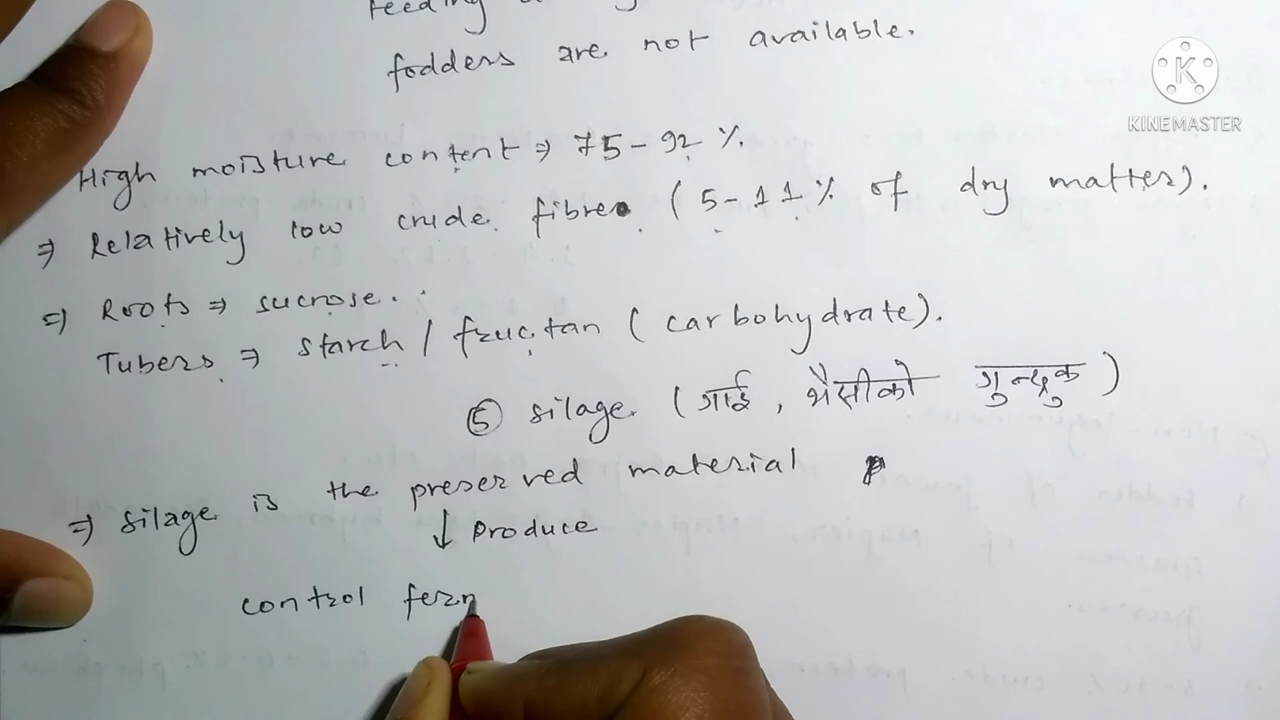 feeding
fodders are not available.
High moisture content ⇒ 75-92 %.
⇒ Relatively low crude fibre (5-11% of dry matter).
⇒ Roots ⇒ sucrose.
Tubers ⇒ starch / fructan (carbohydrate).
⑤ silage (गाई, भैसीको गुन्द्रुक)
⇒ silage is the preserved material
↓ produce
control ferm
KINEMASTER